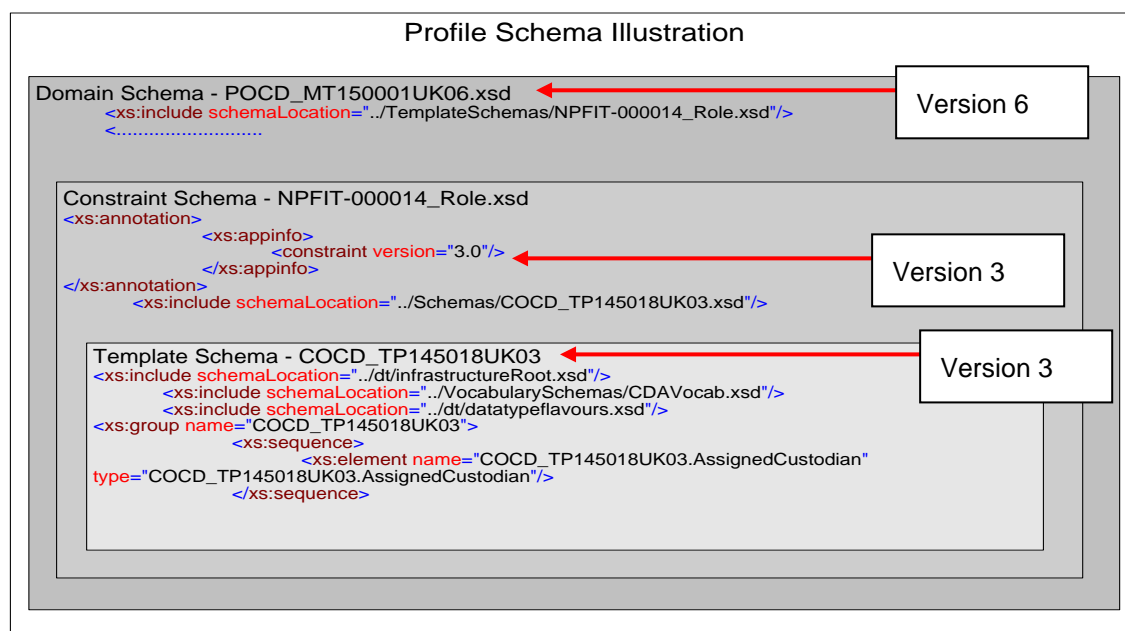 Profile Schema Illustration
Domain Schema - POCD_MT150001UK06.xsd
<xs:include schemaLocation="../TemplateSchemas/NPFIT-000014_Role.xsd"/>
<...........................
Version 6
Constraint Schema - NPFIT-000014_Role.xsd
<xs:annotation>
<xs:appinfo>
<constraint version="3.0"/>
</xs:appinfo>
</xs:annotation>
<xs:include schemaLocation="../Schemas/COCD_TP145018UK03.xsd"/>
Version 3
Template Schema - COCD_TP145018UK03
<xs:include schemaLocation="../dt/infrastructureRoot.xsd"/>
<xs:include schemaLocation="../VocabularySchemas/CDAVocab.xsd"/>
<xs:include schemaLocation="../dt/datatypeflavours.xsd"/>
<xs:group name="COCD_TP145018UK03">
<xs:sequence>
<xs:element name="COCD_TP145018UK03.AssignedCustodian"
type="COCD_TP145018UK03.AssignedCustodian"/>
</xs:sequence>
Version 3